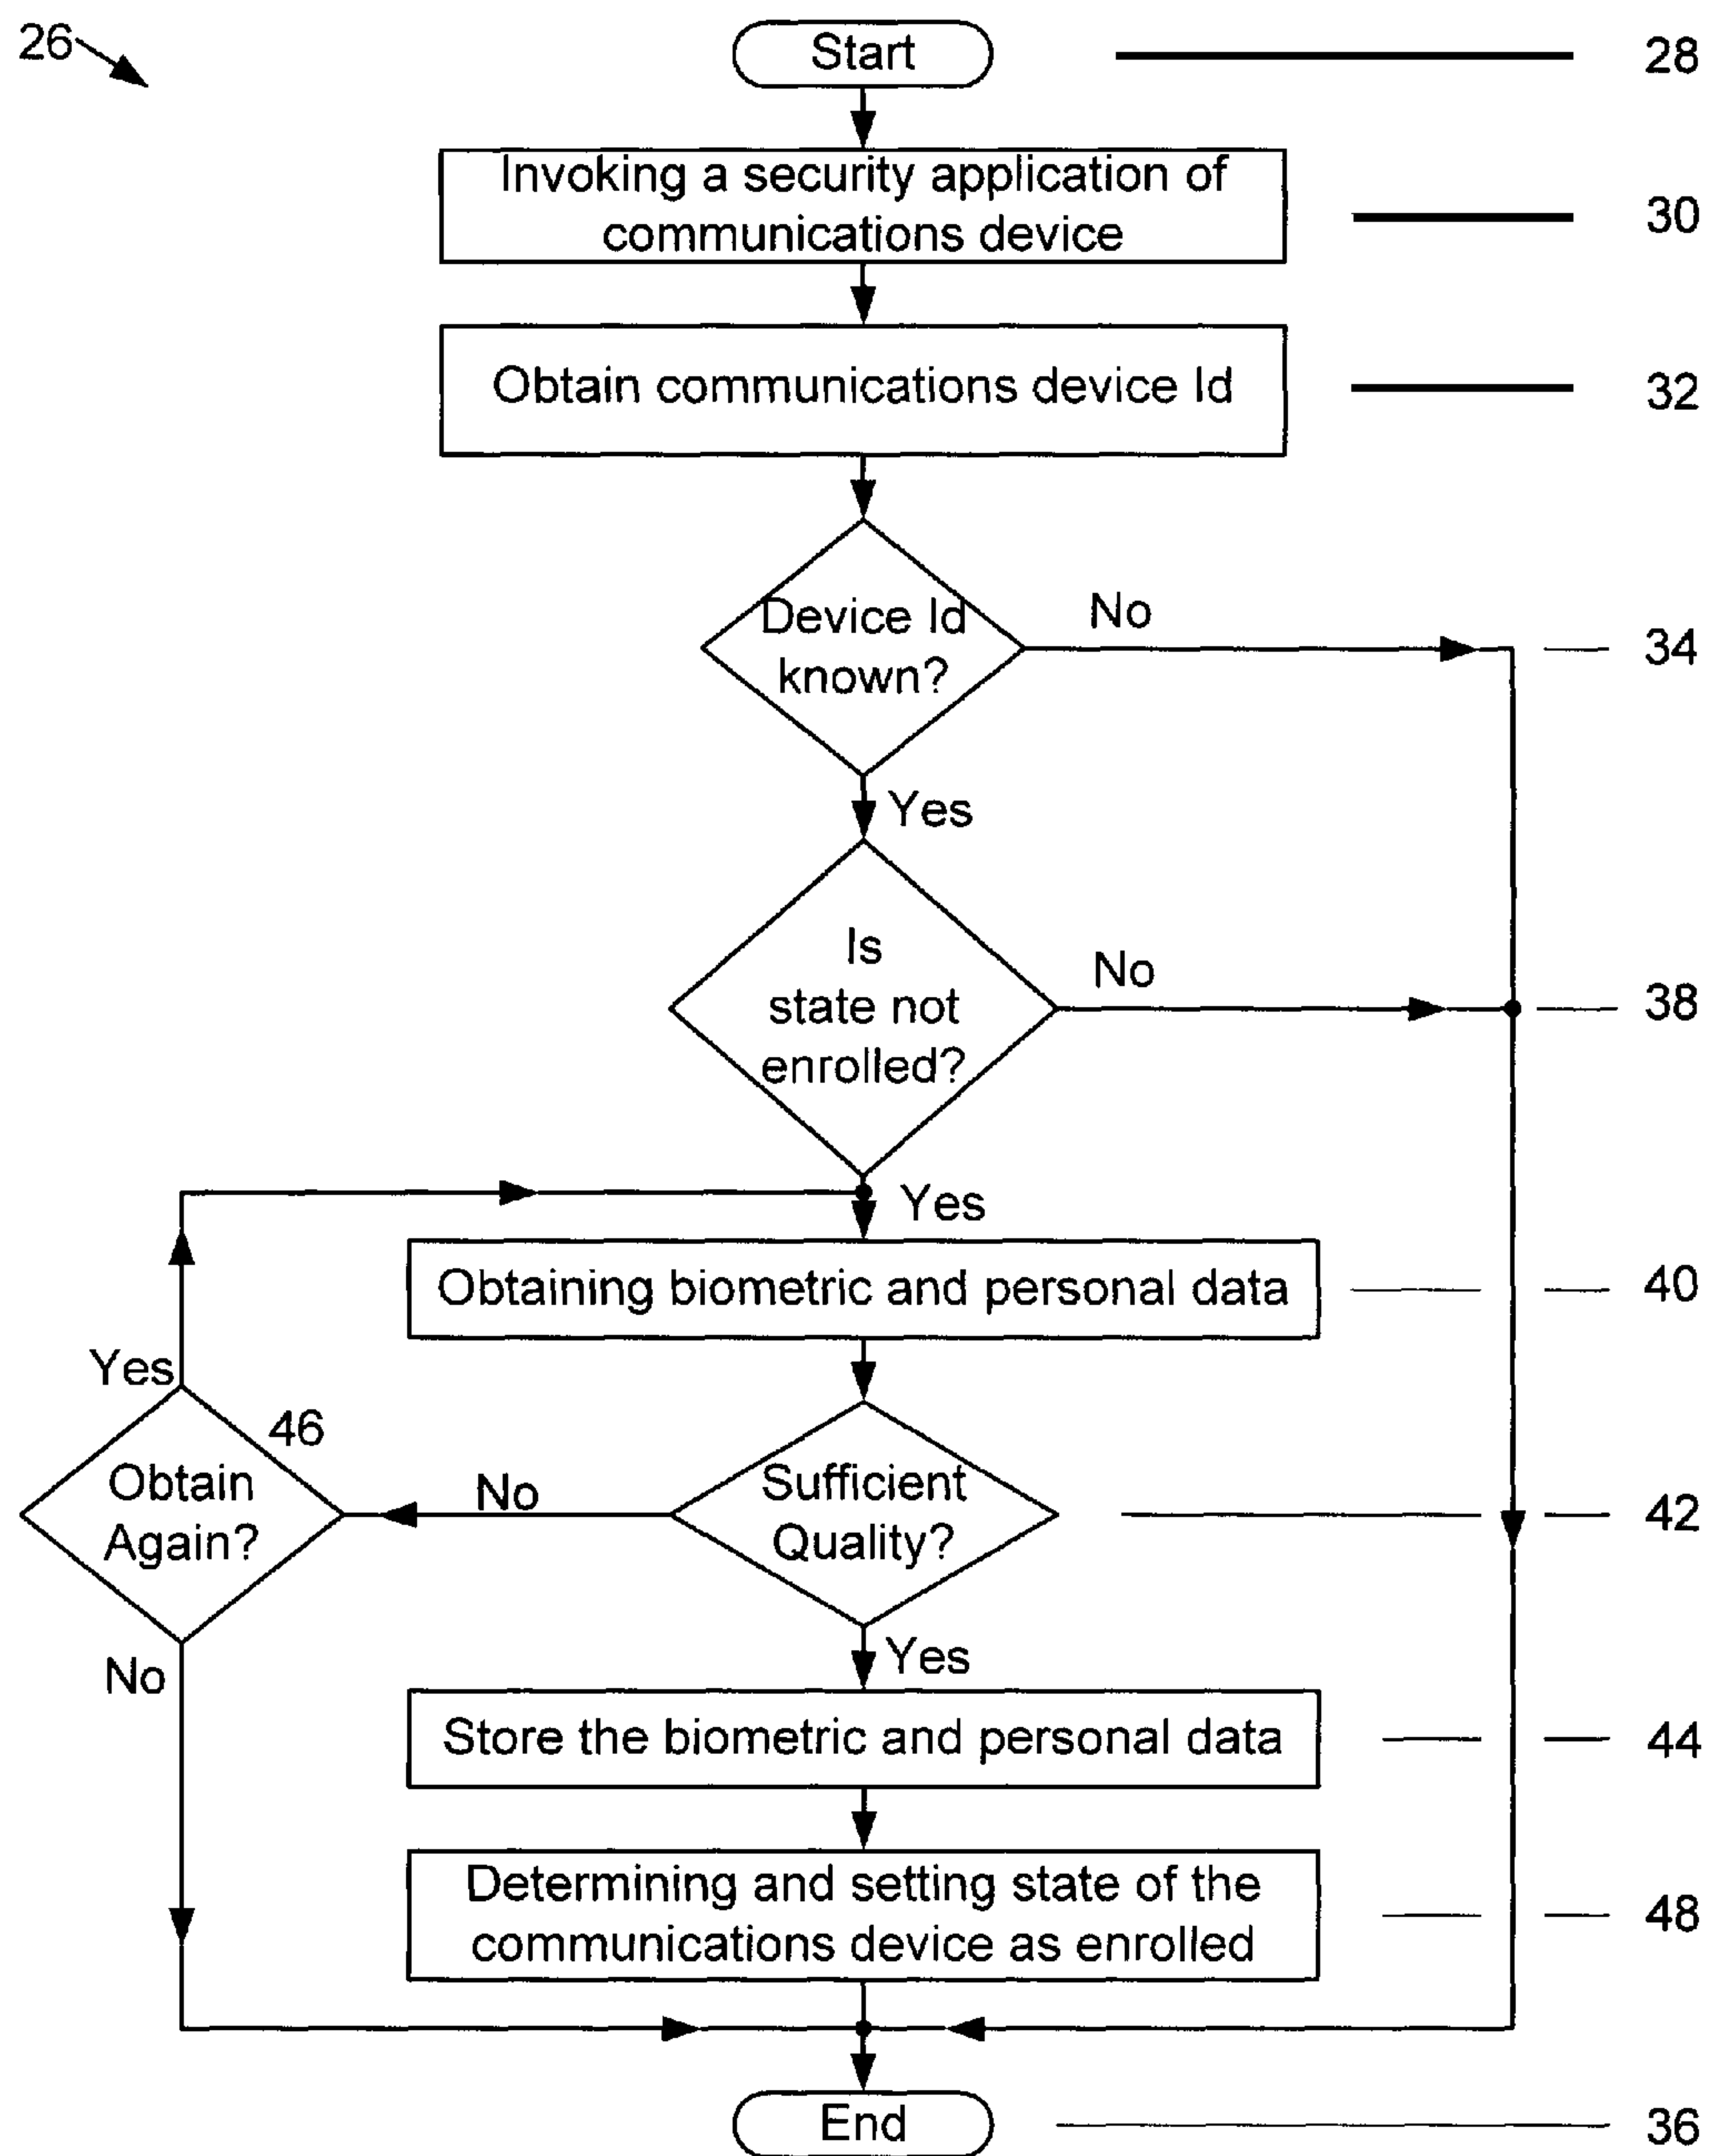 26
Start
28
Invoking a security application of
communications device
30
Obtain communications device Id
32
Device Id
known?
No
34
Yes
Is
state not
enrolled?
No
38
Yes
Obtaining biometric and personal data
40
Yes
46
Obtain
Again?
No
Sufficient
Quality?
42
No
Yes
Store the biometric and personal data
44
Determining and setting state of the
communications device as enrolled
48
End
36